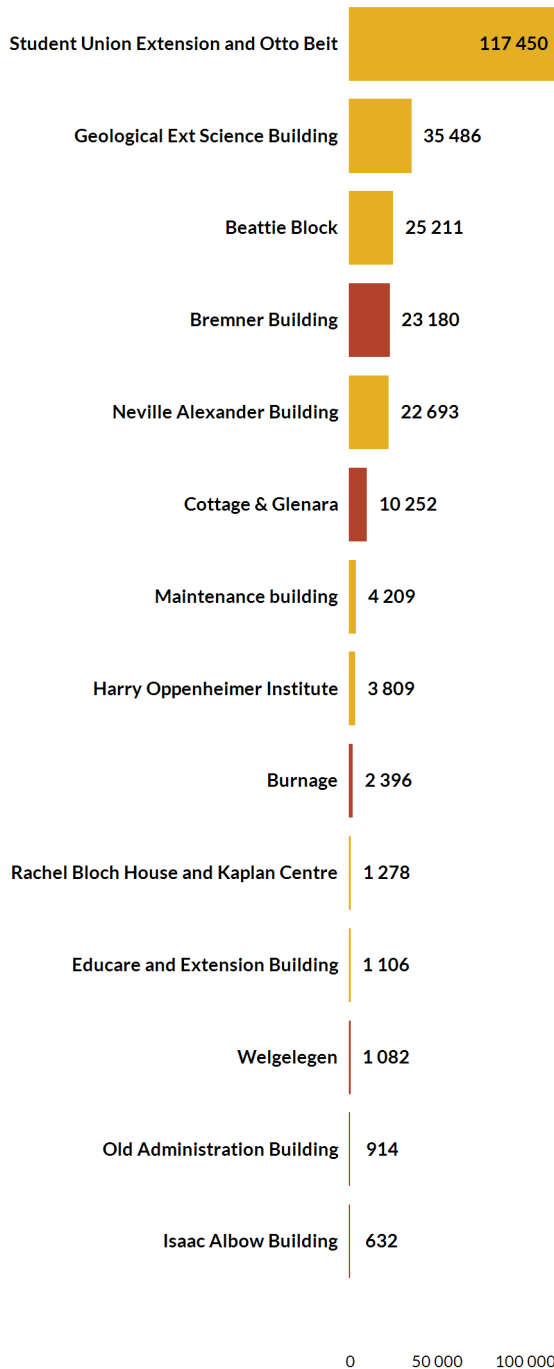 Student Union Extension and Otto Beit 117 450
Geological Ext Science Building 35 486
Beattie Block 25 211
Bremner Building 23 180
Neville Alexander Building 22 693
Cottage & Glenara 10 252
Maintenance building 4 209
Harry Oppenheimer Institute 3 809
Burnage 2 396
Rachel Bloch House and Kaplan Centre 1 278
Educare and Extension Building 1 106
Welgelegen 1 082
Old Administration Building 914
Isaac Albow Building 632
0 50 000 100 000